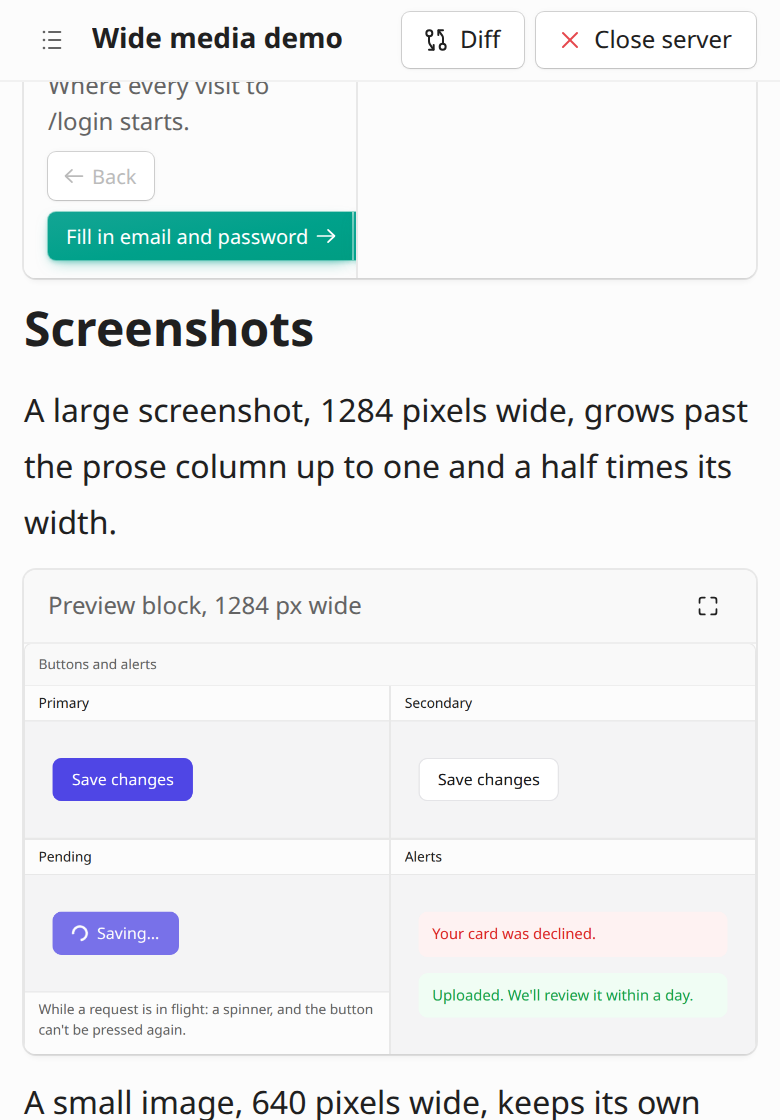 Wide media demo
Diff
Close server
Where every visit to
/login starts.
Back
Fill in email and password
Screenshots
A large screenshot, 1284 pixels wide, grows past
the prose column up to one and a half times its
width.
Preview block, 1284 px wide
Buttons and alerts
Primary
Secondary
Save changes
Save changes
Pending
Alerts
Saving...
Your card was declined.
Uploaded. We'll review it within a day.
While a request is in flight: a spinner, and the button
can't be pressed again.
A small image, 640 pixels wide, keeps its own